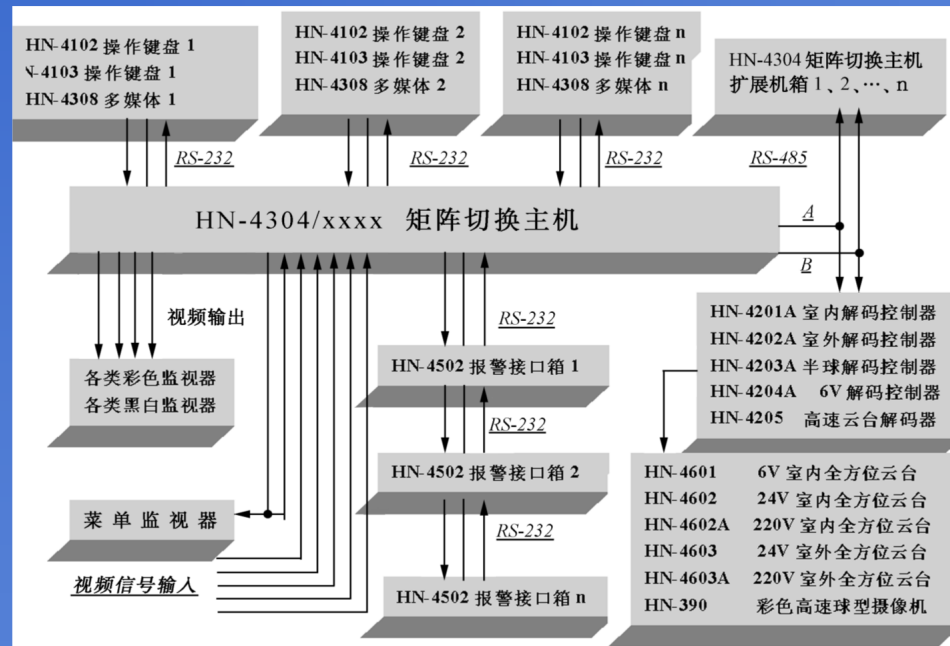 HN-4102 操作键盘 1
N-4103 操作键盘 1
HN-4308 多媒体 1
HN-4102 操作键盘 2
HN-4103 操作键盘 2
HN-4308 多媒体 2
HN-4102 操作键盘 n
HN-4103 操作键盘 n
HN-4308 多媒体 n
HN-4304 矩阵切换主机
扩展机箱 1、2、…、n
RS-232
RS-232
RS-232
RS-485
HN-4304/xxxx 矩阵切换主机
A
B
视频输出
RS-232
各类彩色监视器
各类黑白监视器
HN-4502 报警接口箱 1
RS-232
HN-4502 报警接口箱 2
RS-232
HN-4502 报警接口箱 n
菜单监视器
视频信号输入
HN-4201A 室内解码控制器
HN-4202A 室外解码控制器
HN-4203A 半球解码控制器
HN-4204A 6V 解码控制器
HN-4205 高速云台解码器
HN-4601 6V 室内全方位云台
HN-4602 24V 室内全方位云台
HN-4602A 220V 室内全方位云台
HN-4603 24V 室外全方位云台
HN-4603A 220V 室外全方位云台
HN-390 彩色高速球型摄像机